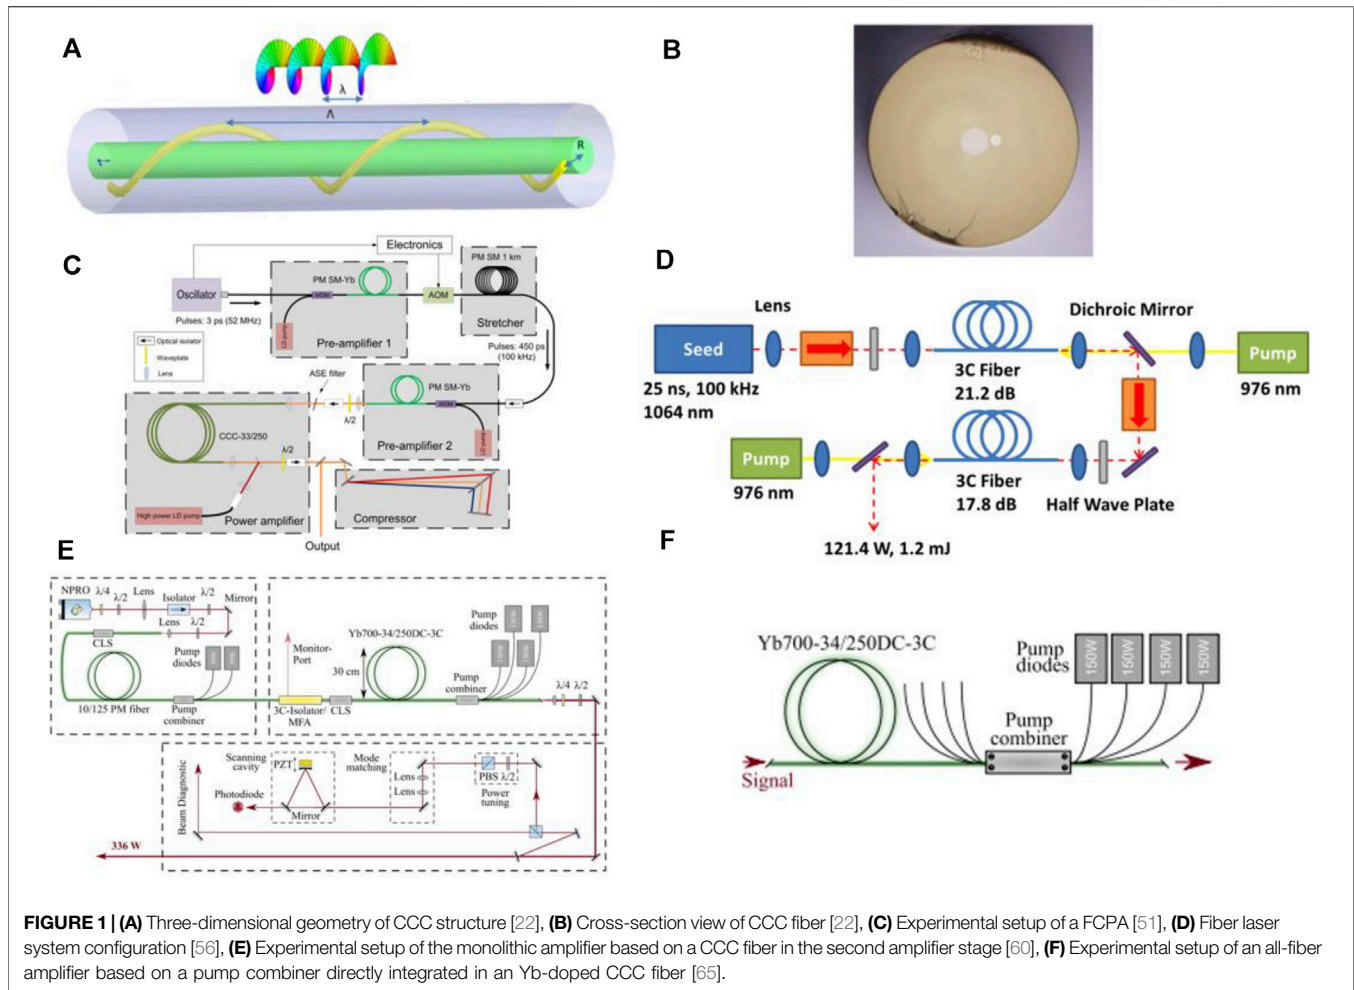 A
λ
Λ
R
B
C
Electronics
PM SM 1 km
PM SM-Yb
Oscillator
WDM
AOM
Pulses: 3 ps (52 MHz)
LD pump
Stretcher
Pre-amplifier 1
Pulses: 450 ps
(100 kHz)
Optical isolator
Waveplate
Lens
ASE filter
PM SM-Yb
WDM
λ/2
CCC-33/250
Pre-amplifier 2
LD pump
λ/2
High power LD pump
Power amplifier
Compressor
Output
D
Lens
Dichroic Mirror
Seed
Pump
3C Fiber
21.2 dB
25 ns, 100 kHz
1064 nm
976 nm
Pump
976 nm
3C Fiber
17.8 dB
Half Wave Plate
121.4 W, 1.2 mJ
E
NPRO
λ/4
λ/2
Lens
Isolator
λ/2
Mirror
Lens
λ/2
CLS
Pump
diodes
10/125 PM fiber
Pump
combiner
Monitor-
Port
Yb700-34/250DC-3C
30 cm
Pump
diodes
150W
150W
150W
150W
Pump
combiner
3C-Isolator/
MFA
CLS
λ/4
λ/2
Scanning
cavity
PZT
Mode
matching
Lens
Lens
PBS λ/2
Power
tuning
Photodiode
Mirror
Beam Diagnostic
336 W
F
Yb700-34/250DC-3C
Pump
diodes
150W
150W
150W
150W
Pump
combiner
Signal
FIGURE 1 | (A) Three-dimensional geometry of CCC structure [22], (B) Cross-section view of CCC fiber [22], (C) Experimental setup of a FCPA [51], (D) Fiber laser
system configuration [56], (E) Experimental setup of the monolithic amplifier based on a CCC fiber in the second amplifier stage [60], (F) Experimental setup of an all-fiber
amplifier based on a pump combiner directly integrated in an Yb-doped CCC fiber [65].